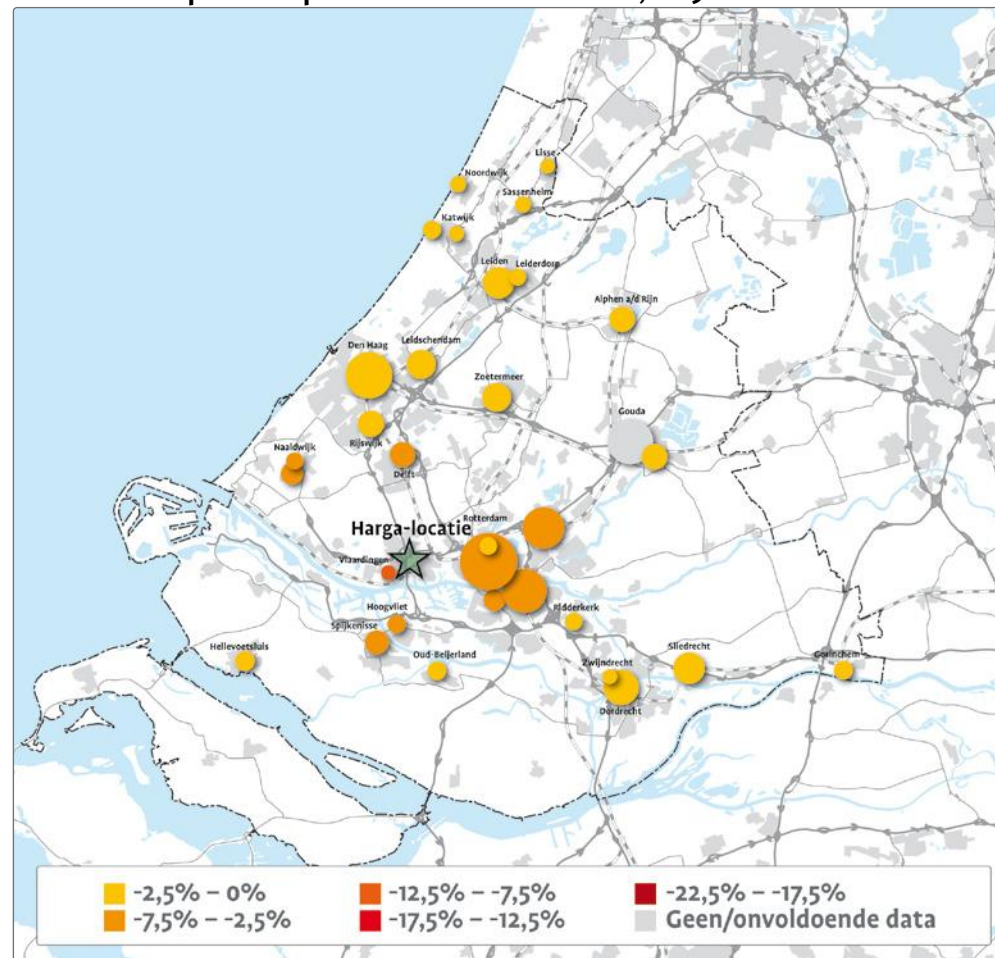 Lisse
Noordwijk
Sassenheim
Katwijk
Leiden
Leiderdorp
Alphen a/d Rijn
Den Haag
Leidschendam
Zoetermeer
Gouda
Rijswijk
Naaldwijk
Delft
Rotterdam
Harga-locatie
Vlaardingen
Hoogvliet
Ridderkerk
Spijkenisse
Hellevoetsluis
Oud-Beijerland
Zwijndrecht
Sliedrecht
Gorinchem
Dordrecht
-2,5% – 0%
-12,5% – -7,5%
-22,5% – -17,5%
-7,5% – -2,5%
-17,5% – -12,5%
Geen/onvoldoende data